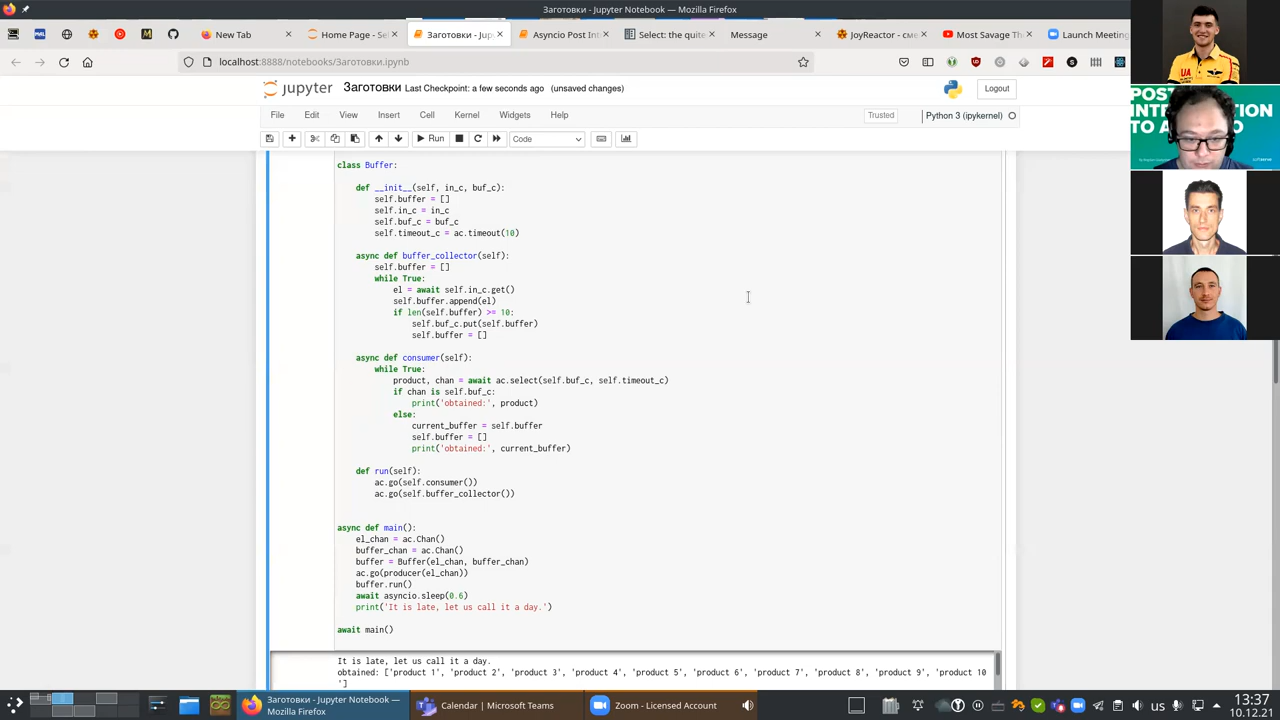 Заготовки - Jupyter Notebook — Mozilla Firefox
New Tab
Home Page - Se
Заготовки - Jup
Asyncio Post Int
Select: the quite
Message
JoyReactor - сме
Most Savage Th
Launch Meeting
localhost:8888/notebooks/Заготовки.ipynb
jupyter Заготовки Last Checkpoint: a few seconds ago (unsaved changes)
Logout
File Edit View Insert Cell Kernel Widgets Help
Trusted Python 3 (ipykernel)
Run Code
class Buffer:
def __init__(self, in_c, buf_c):
self.buffer = []
self.in_c = in_c
self.buf_c = buf_c
self.timeout_c = ac.timeout(10)
async def buffer_collector(self):
self.buffer = []
while True:
el = await self.in_c.get()
self.buffer.append(el)
if len(self.buffer) >= 10:
self.buf_c.put(self.buffer)
self.buffer = []
async def consumer(self):
while True:
product, chan = await ac.select(self.buf_c, self.timeout_c)
if chan is self.buf_c:
print('obtained:', product)
else:
current_buffer = self.buffer
self.buffer = []
print('obtained:', current_buffer)
def run(self):
ac.go(self.consumer())
ac.go(self.buffer_collector())
async def main():
el_chan = ac.Chan()
buffer_chan = ac.Chan()
buffer = Buffer(el_chan, buffer_chan)
ac.go(producer(el_chan))
buffer.run()
await asyncio.sleep(0.6)
print('It is late, let us call it a day.')
await main()
It is late, let us call it a day.
obtained: ['product 1', 'product 2', 'product 3', 'product 4', 'product 5', 'product 6', 'product 7', 'product 8', 'product 9', 'product 10
']
Заготовки - Jupyter Notebook —
Mozilla Firefox
Calendar | Microsoft Teams
Zoom - Licensed Account
us
13:37
10.12.21
UA